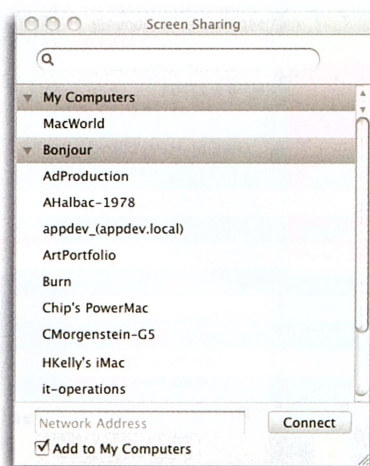 Screen Sharing
My Computers
MacWorld
Bonjour
AdProduction
AHalbac-1978
appdev_(appdev.local)
ArtPortfolio
Burn
Chip's PowerMac
CMorgenstein-G5
HKelly's iMac
it-operations
Network Address
Connect
Add to My Computers